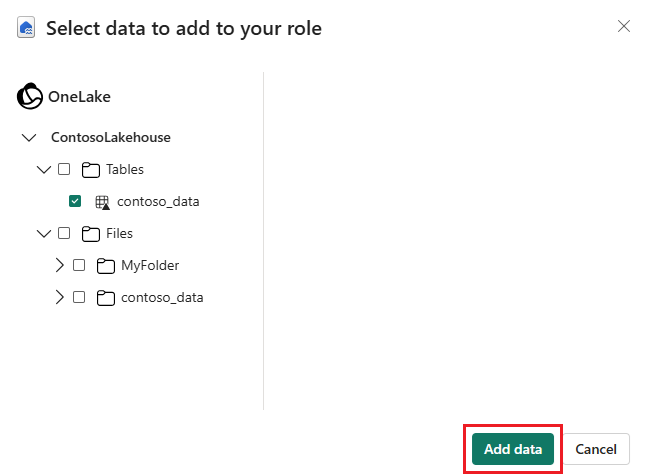 Select data to add to your role
OneLake
ContosoLakehouse
Tables
contoso_data
Files
MyFolder
contoso_data
Add data
Cancel